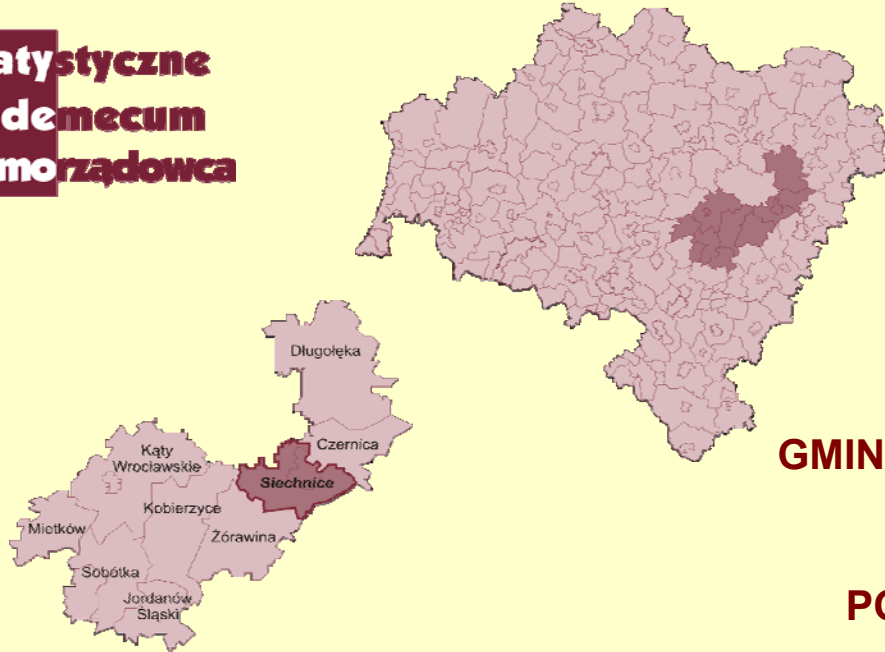 atystyczne
demecum
morządowca
Długołęka
Czernica
Kąty
Wrocławskie
Siechnice
Kobierzyce
Mietków
Żórawina
Sobótka
Jordanów
Śląski
GMIN
PO